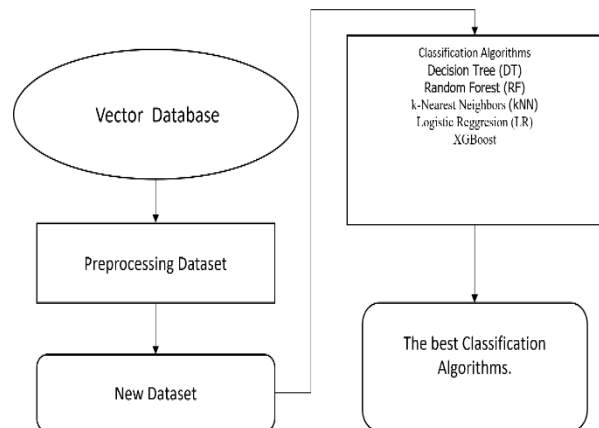 Vector Database
Preprocessing Dataset
New Dataset
Classification Algorithms
Decision Tree (DT)
Random Forest (RF)
k-Nearest Neighbors (kNN)
Logistic Reggresion (LR)
XGBoost
The best Classification
Algorithms.